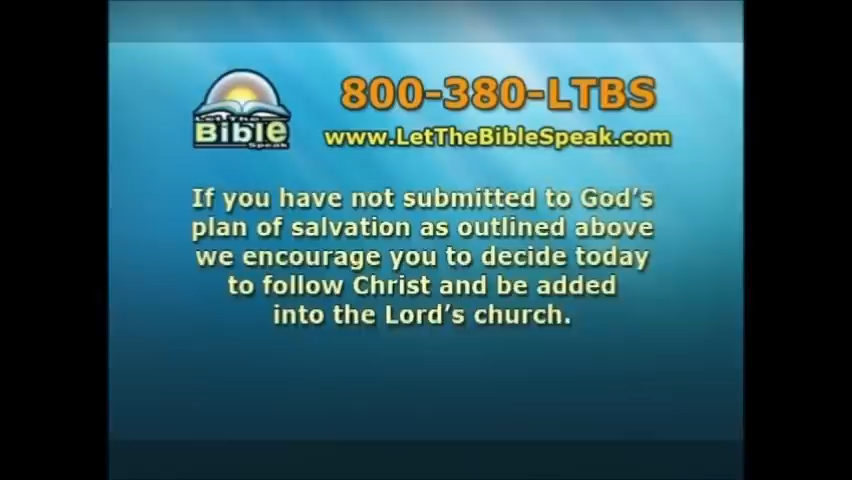 800-380-LTBS
Let The
Bible
Speak
www.LetTheBibleSpeak.com
If you have not submitted to God's
plan of salvation as outlined above
we encourage you to decide today
to follow Christ and be added
into the Lord's church.